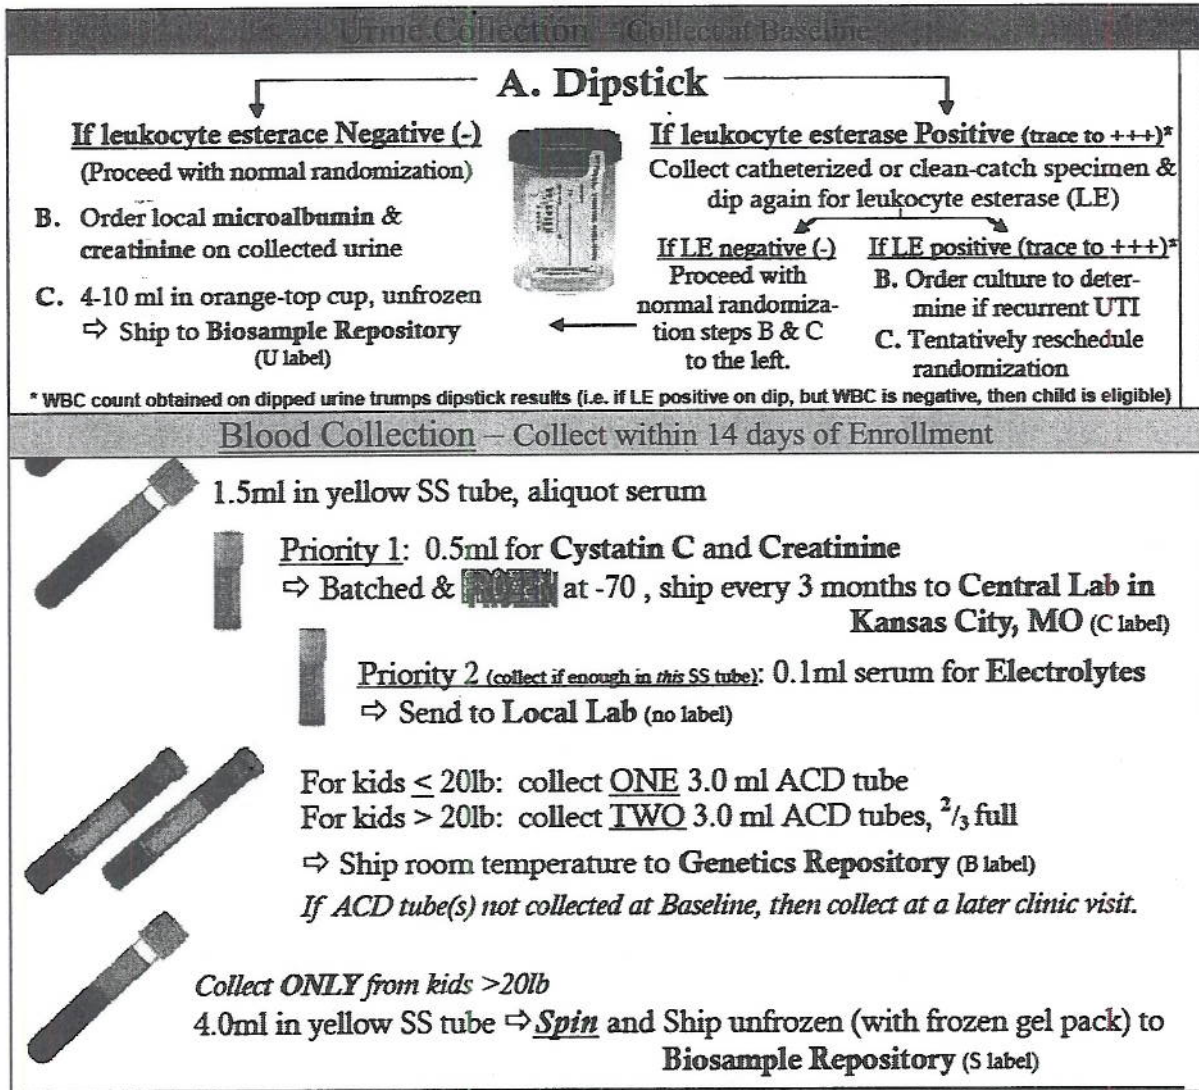 Urine Collection – Collect at Baseline
A. Dipstick
If leukocyte esterace Negative (-)
(Proceed with normal randomization)
B. Order local microalbumin &
creatinine on collected urine
C. 4-10 ml in orange-top cup, unfrozen
⇨ Ship to Biosample Repository
(U label)
If leukocyte esterase Positive (trace to +++)*
Collect catheterized or clean-catch specimen &
dip again for leukocyte esterase (LE)
If LE negative (-)
Proceed with
normal randomiza-
tion steps B & C
to the left.
If LE positive (trace to +++)*
B. Order culture to deter-
mine if recurrent UTI
C. Tentatively reschedule
randomization
* WBC count obtained on dipped urine trumps dipstick results (i.e. if LE positive on dip, but WBC is negative, then child is eligible)
Blood Collection – Collect within 14 days of Enrollment
1.5ml in yellow SS tube, aliquot serum
Priority 1: 0.5ml for Cystatin C and Creatinine
⇨ Batched & at -70 , ship every 3 months to Central Lab in
Kansas City, MO (C label)
Priority 2 (collect if enough in this SS tube): 0.1ml serum for Electrolytes
⇨ Send to Local Lab (no label)
For kids ≤ 20lb: collect ONE 3.0 ml ACD tube
For kids > 20lb: collect TWO 3.0 ml ACD tubes, 2/3 full
⇨ Ship room temperature to Genetics Repository (B label)
If ACD tube(s) not collected at Baseline, then collect at a later clinic visit.
Collect ONLY from kids >20lb
4.0ml in yellow SS tube ⇨ Spin and Ship unfrozen (with frozen gel pack) to
Biosample Repository (S label)